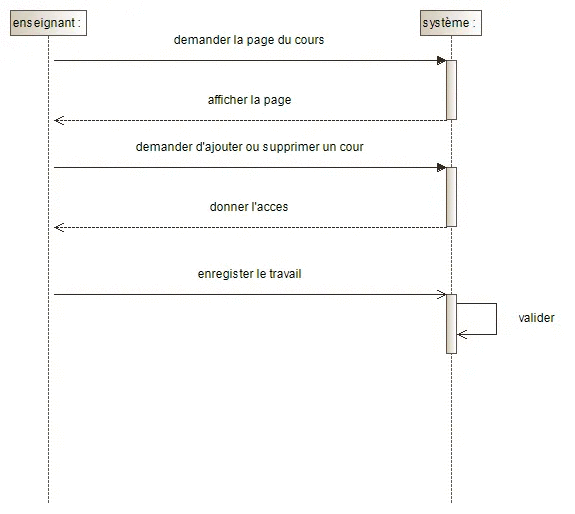 enseignant :
système :
demander la page du cours
afficher la page
demander d'ajouter ou supprimer un cour
donner l'acces
enregister le travail
valider